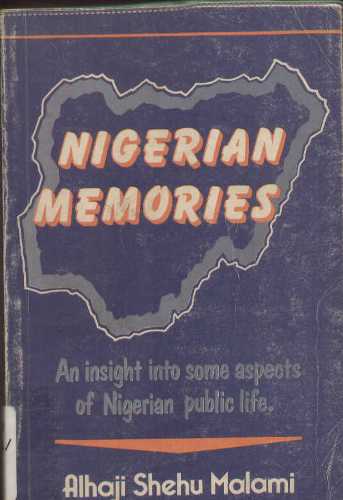 NIGERIAN
MEMORIES
An insight into some aspects
of Nigerian public life.
Alhaji Shehu Malami